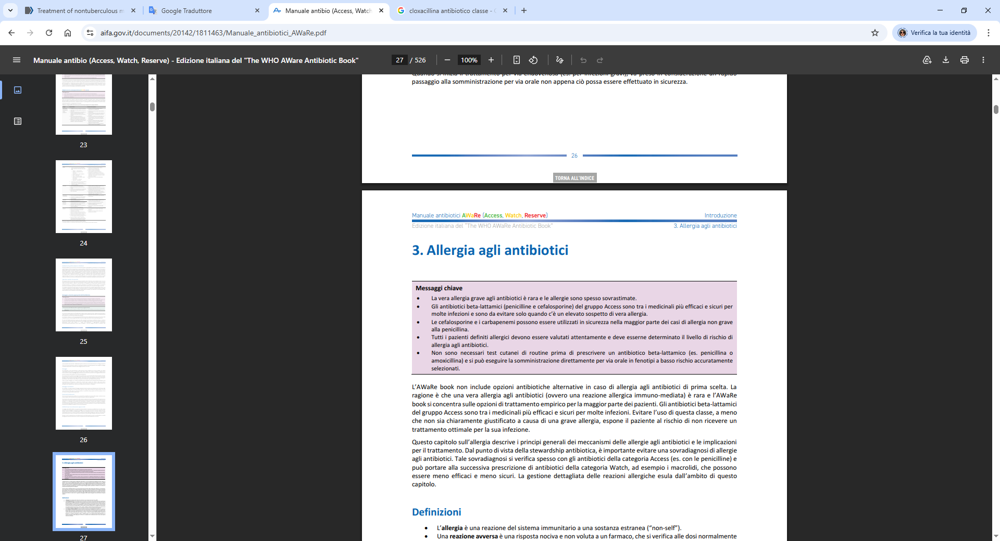 Treatment of nontuberculous m
Google Traduttore
Manuale antibio (Access, Watch
cloxacillina antibiotico classe -
aifa.gov.it/documents/20142/1811463/Manuale_antibiotici_AWaRe.pdf
Verifica la tua identità
Manuale antibio (Access, Watch, Reserve) - Edizione italiana del "The WHO AWare Antibiotic Book"
27 / 526
100%
23
24
25
26
27
passaggio alla somministrazione per via orale non appena ciò possa essere effettuato in sicurezza.
26
TORNA ALL'INDICE
Manuale antibiotici AWaRe (Access, Watch, Reserve)
Introduzione
Edizione italiana del "The WHO AWaRe Antibiotic Book"
3. Allergia agli antibiotici
3. Allergia agli antibiotici
Messaggi chiave
• La vera allergia grave agli antibiotici è rara e le allergie sono spesso sovrastimate.
• Gli antibiotici beta-lattamici (penicilline e cefalosporine) del gruppo Access sono tra i medicinali più efficaci e sicuri per
molte infezioni e sono da evitare solo quando c'è un elevato sospetto di vera allergia.
• Le cefalosporine e i carbapenemi possono essere utilizzati in sicurezza nella maggior parte dei casi di allergia non grave
alla penicillina.
• Tutti i pazienti definiti allergici devono essere valutati attentamente e deve esserne determinato il livello di rischio di
allergia agli antibiotici.
• Non sono necessari test cutanei di routine prima di prescrivere un antibiotico beta-lattamico (es. penicillina o
amoxicillina) e si può eseguire la somministrazione direttamente per via orale in fenotipi a basso rischio accuratamente
selezionati.
L'AWaRe book non include opzioni antibiotiche alternative in caso di allergia agli antibiotici di prima scelta. La
ragione è che una vera allergia agli antibiotici (ovvero una reazione allergica immuno-mediata) è rara e l'AWaRe
book si concentra sulle opzioni di trattamento empirico per la maggior parte dei pazienti. Gli antibiotici beta-lattamici
del gruppo Access sono tra i medicinali più efficaci e sicuri per molte infezioni. Evitare l'uso di questa classe, a meno
che non sia chiaramente giustificato a causa di una grave allergia, espone il paziente al rischio di non ricevere un
trattamento ottimale per la sua infezione.
Questo capitolo sull'allergia descrive i principi generali dei meccanismi delle allergie agli antibiotici e le implicazioni
per il trattamento. Dal punto di vista della stewardship antibiotica, è importante evitare una sovradiagnosi di allergie
agli antibiotici. Tale sovradiagnosi si verifica spesso con gli antibiotici della categoria Access (es. con le penicilline) e
può portare alla successiva prescrizione di antibiotici della categoria Watch, ad esempio i macrolidi, che possono
essere meno efficaci e meno sicuri. La gestione dettagliata delle reazioni allergiche esula dall'ambito di questo
capitolo.
Definizioni
• L'allergia è una reazione del sistema immunitario a una sostanza estranea ("non-self").
• Una reazione avversa è una risposta nociva e non voluta a un farmaco, che si verifica alle dosi normalmente